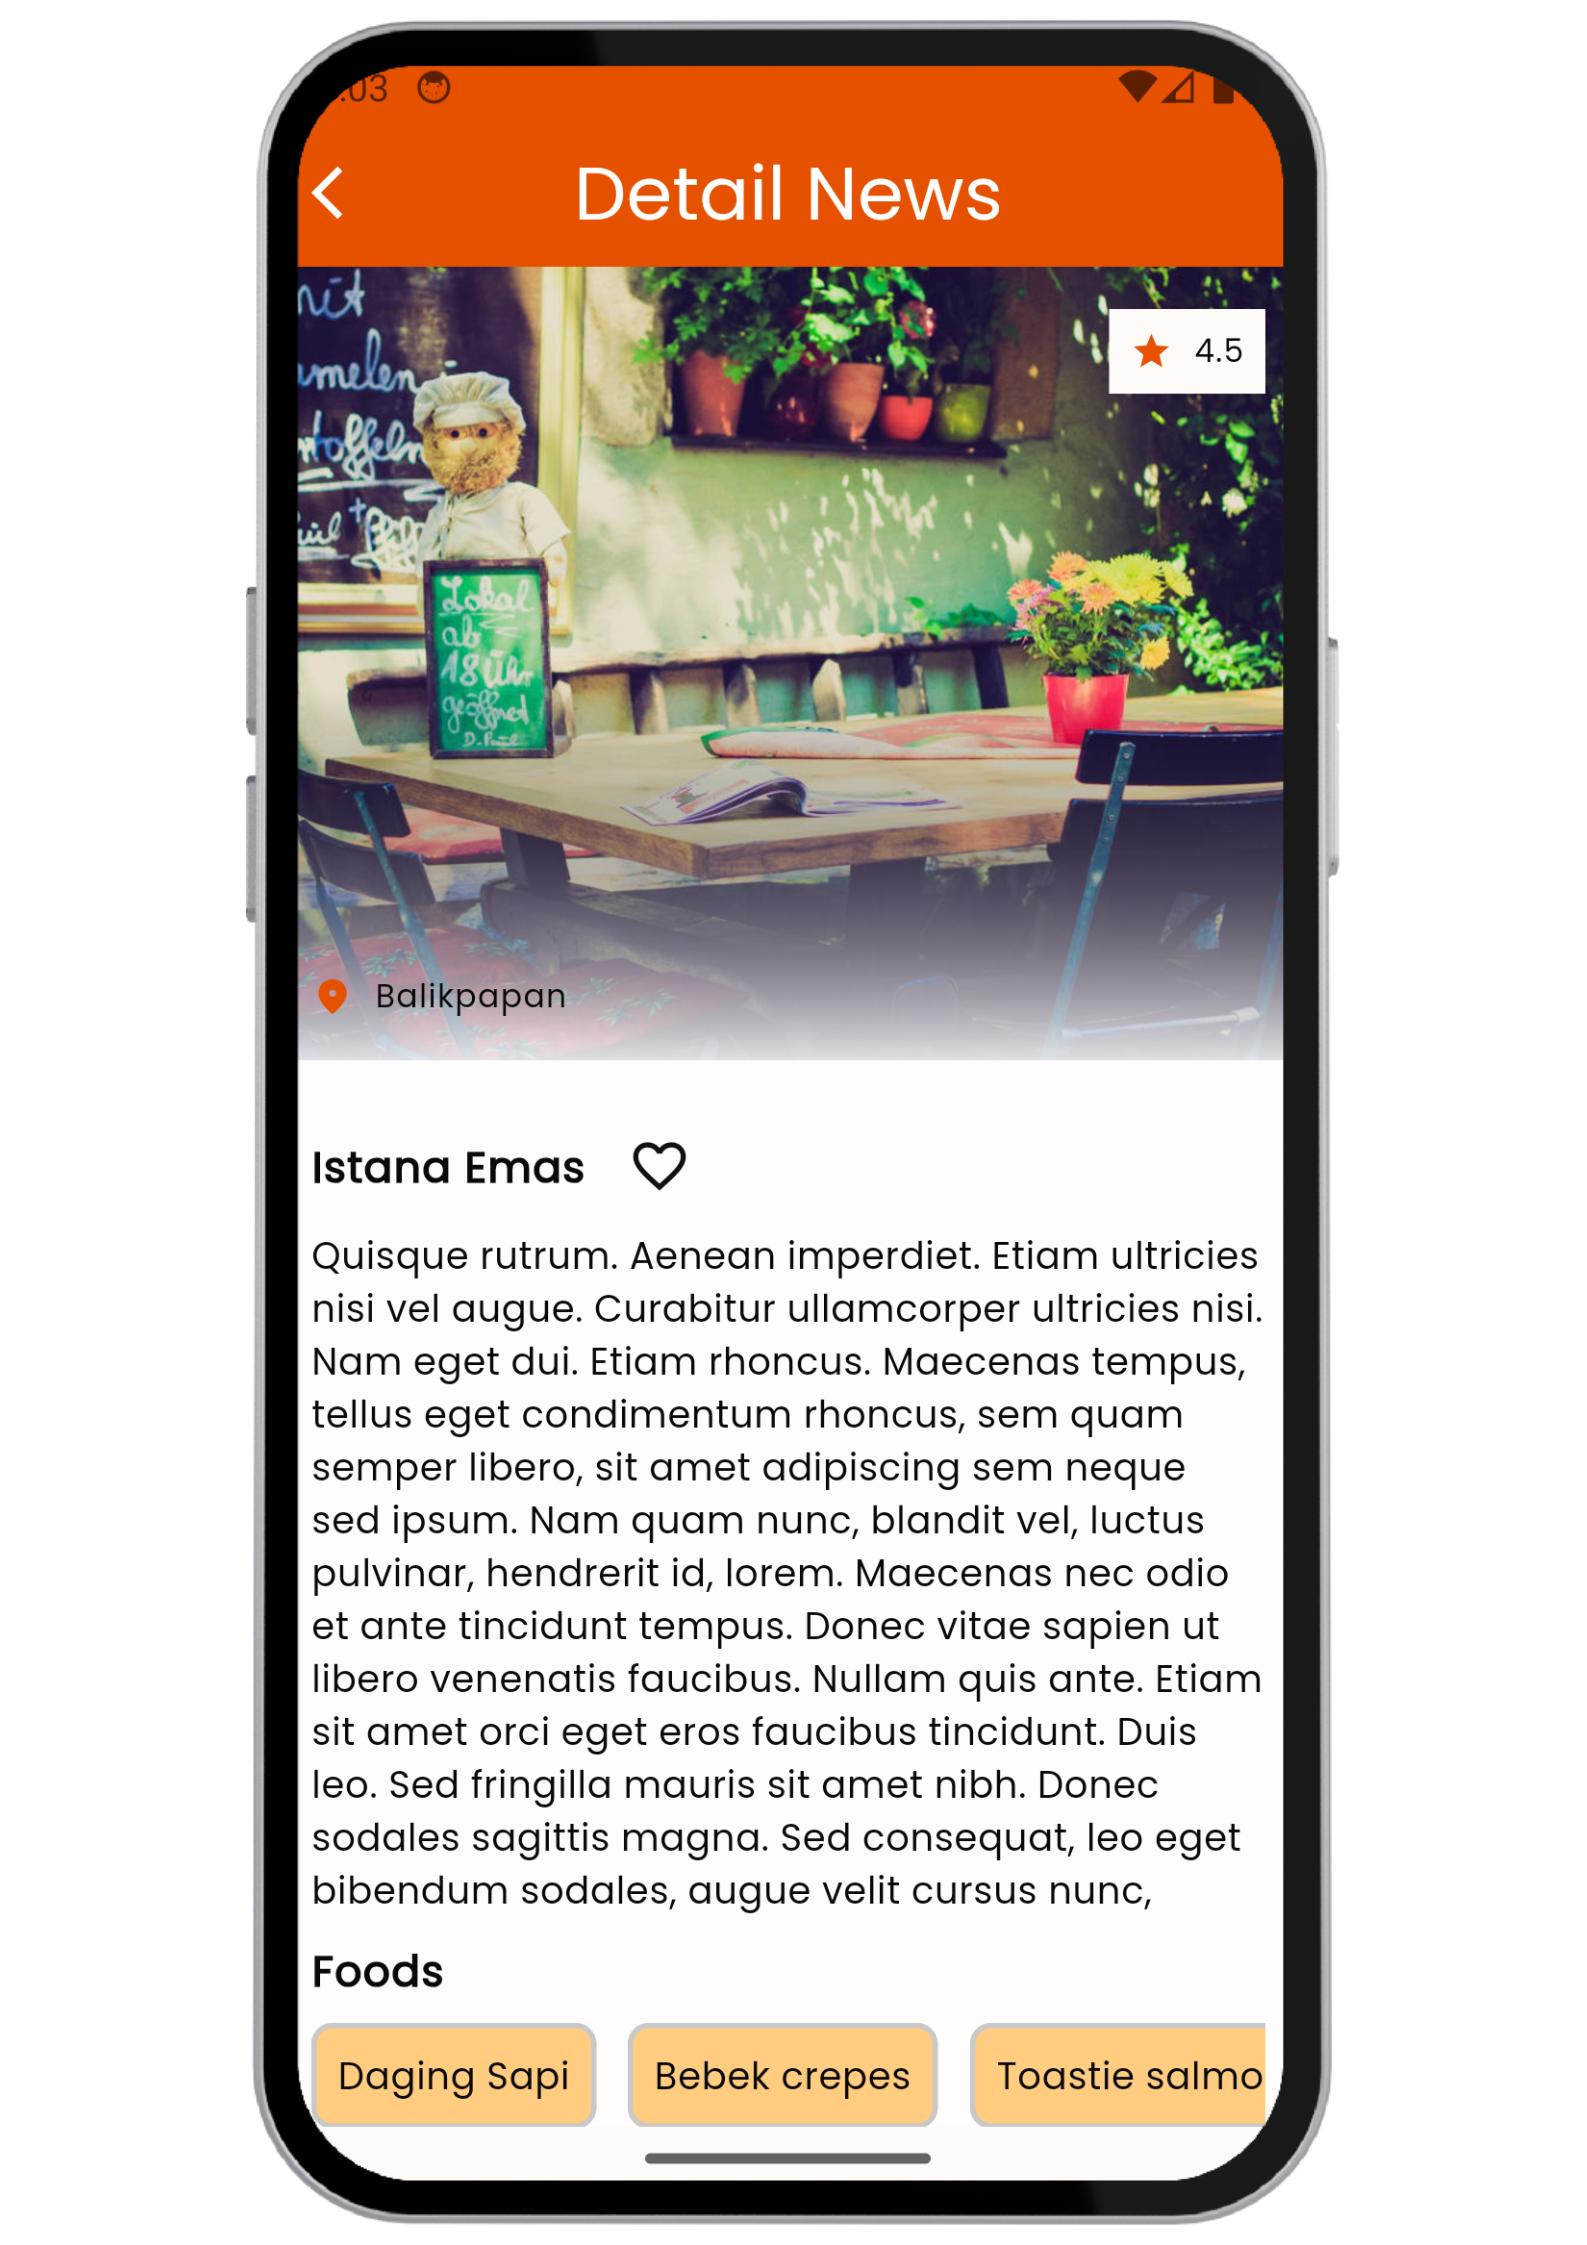 :03
Detail News
4.5
Lokal
ab
18 Uhr
geöffnet
Balikpapan
Istana Emas
Quisque rutrum. Aenean imperdiet. Etiam ultricies
nisi vel augue. Curabitur ullamcorper ultricies nisi.
Nam eget dui. Etiam rhoncus. Maecenas tempus,
tellus eget condimentum rhoncus, sem quam
semper libero, sit amet adipiscing sem neque
sed ipsum. Nam quam nunc, blandit vel, luctus
pulvinar, hendrerit id, lorem. Maecenas nec odio
et ante tincidunt tempus. Donec vitae sapien ut
libero venenatis faucibus. Nullam quis ante. Etiam
sit amet orci eget eros faucibus tincidunt. Duis
leo. Sed fringilla mauris sit amet nibh. Donec
sodales sagittis magna. Sed consequat, leo eget
bibendum sodales, augue velit cursus nunc,
Foods
Daging Sapi
Bebek crepes
Toastie salmo